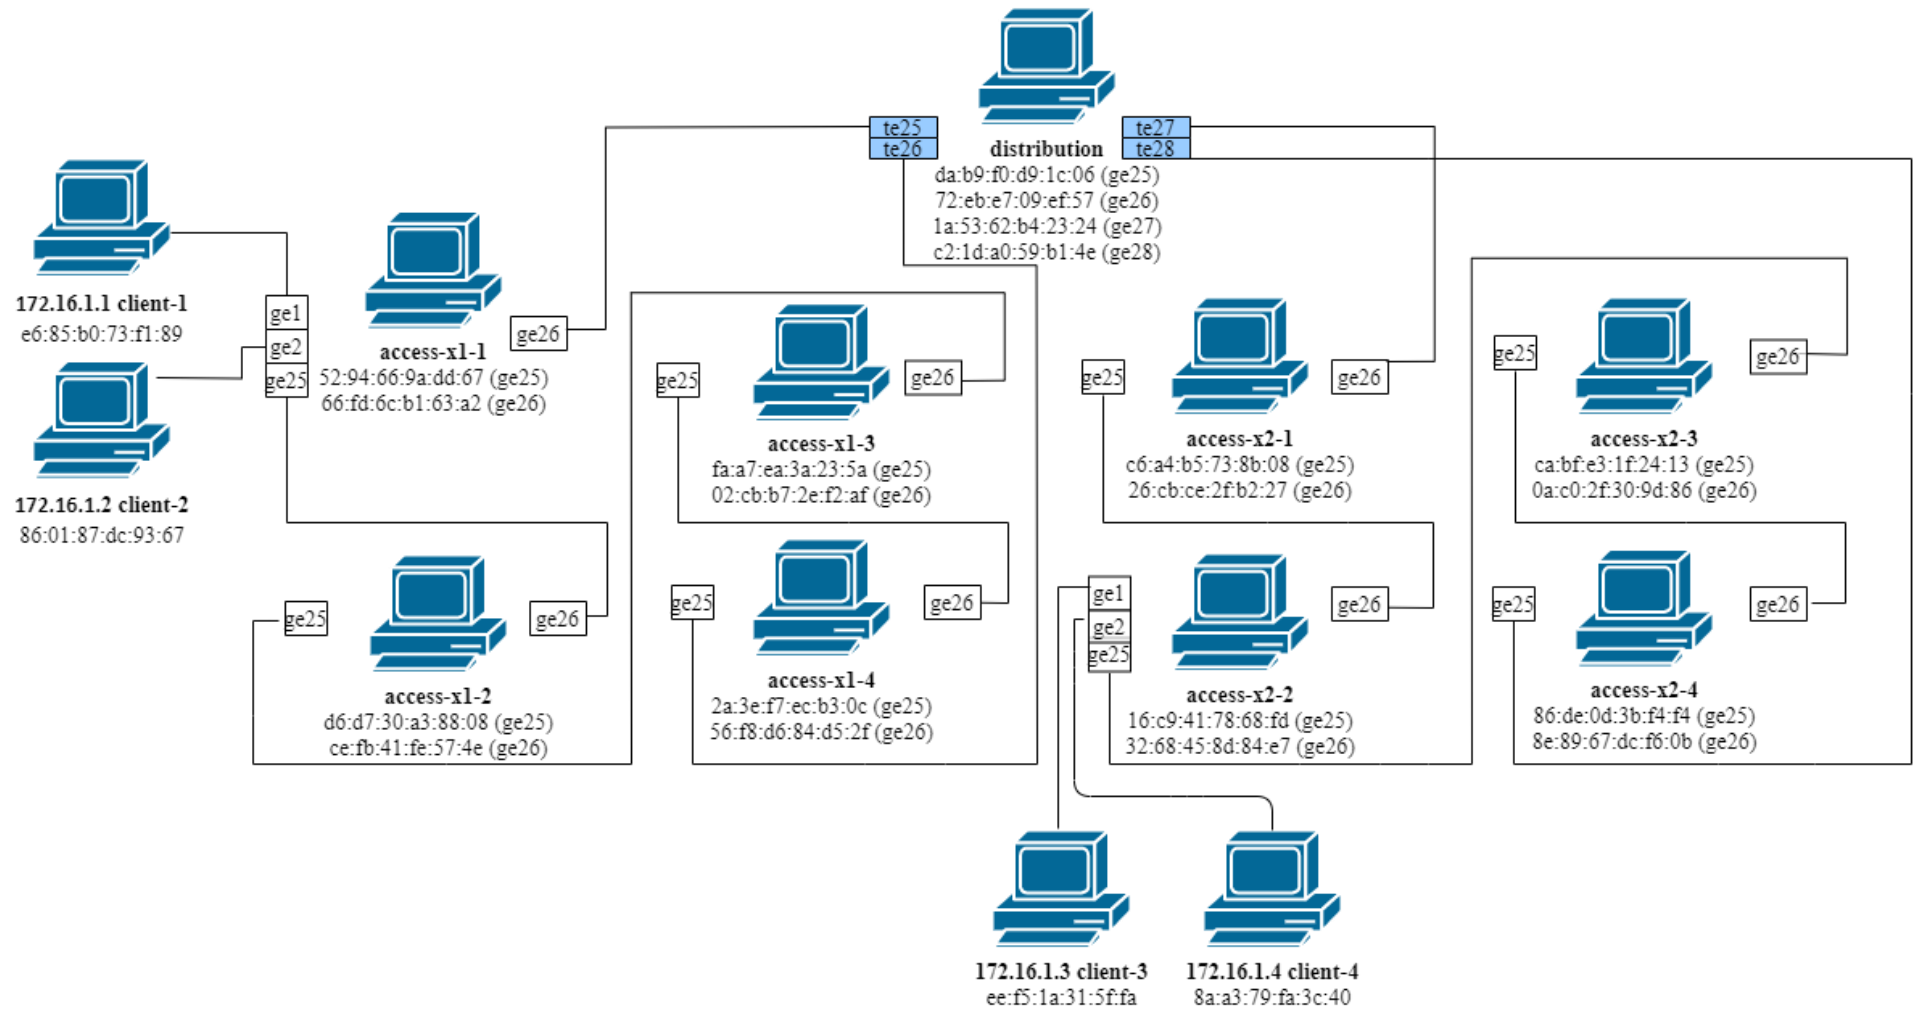 te25
te26
te27
te28
distribution
da:b9:f0:d9:1c:06 (ge25)
72:eb:e7:09:ef:57 (ge26)
1a:53:62:b4:23:24 (ge27)
c2:1d:a0:59:b1:4e (ge28)
172.16.1.1 client-1
e6:85:b0:73:f1:89
172.16.1.2 client-2
86:01:87:dc:93:67
ge1
ge2
ge25
ge26
access-x1-1
52:94:66:9a:dd:67 (ge25)
66:fd:6c:b1:63:a2 (ge26)
ge25
ge26
access-x1-2
d6:d7:30:a3:88:08 (ge25)
ce:fb:41:fe:57:4e (ge26)
ge25
ge26
access-x1-3
fa:a7:ea:3a:23:5a (ge25)
02:cb:b7:2e:f2:af (ge26)
ge25
ge26
access-x1-4
2a:3e:f7:ec:b3:0c (ge25)
56:f8:d6:84:d5:2f (ge26)
ge25
ge26
access-x2-1
c6:a4:b5:73:8b:08 (ge25)
26:cb:ce:2f:b2:27 (ge26)
ge1
ge2
ge25
ge26
access-x2-2
16:c9:41:78:68:fd (ge25)
32:68:45:8d:84:e7 (ge26)
ge25
ge26
access-x2-3
ca:bf:e3:1f:24:13 (ge25)
0a:c0:2f:30:9d:86 (ge26)
ge25
ge26
access-x2-4
86:de:0d:3b:f4:f4 (ge25)
8e:89:67:dc:f6:0b (ge26)
172.16.1.3 client-3
ee:f5:1a:31:5f:fa
172.16.1.4 client-4
8a:a3:79:fa:3c:40